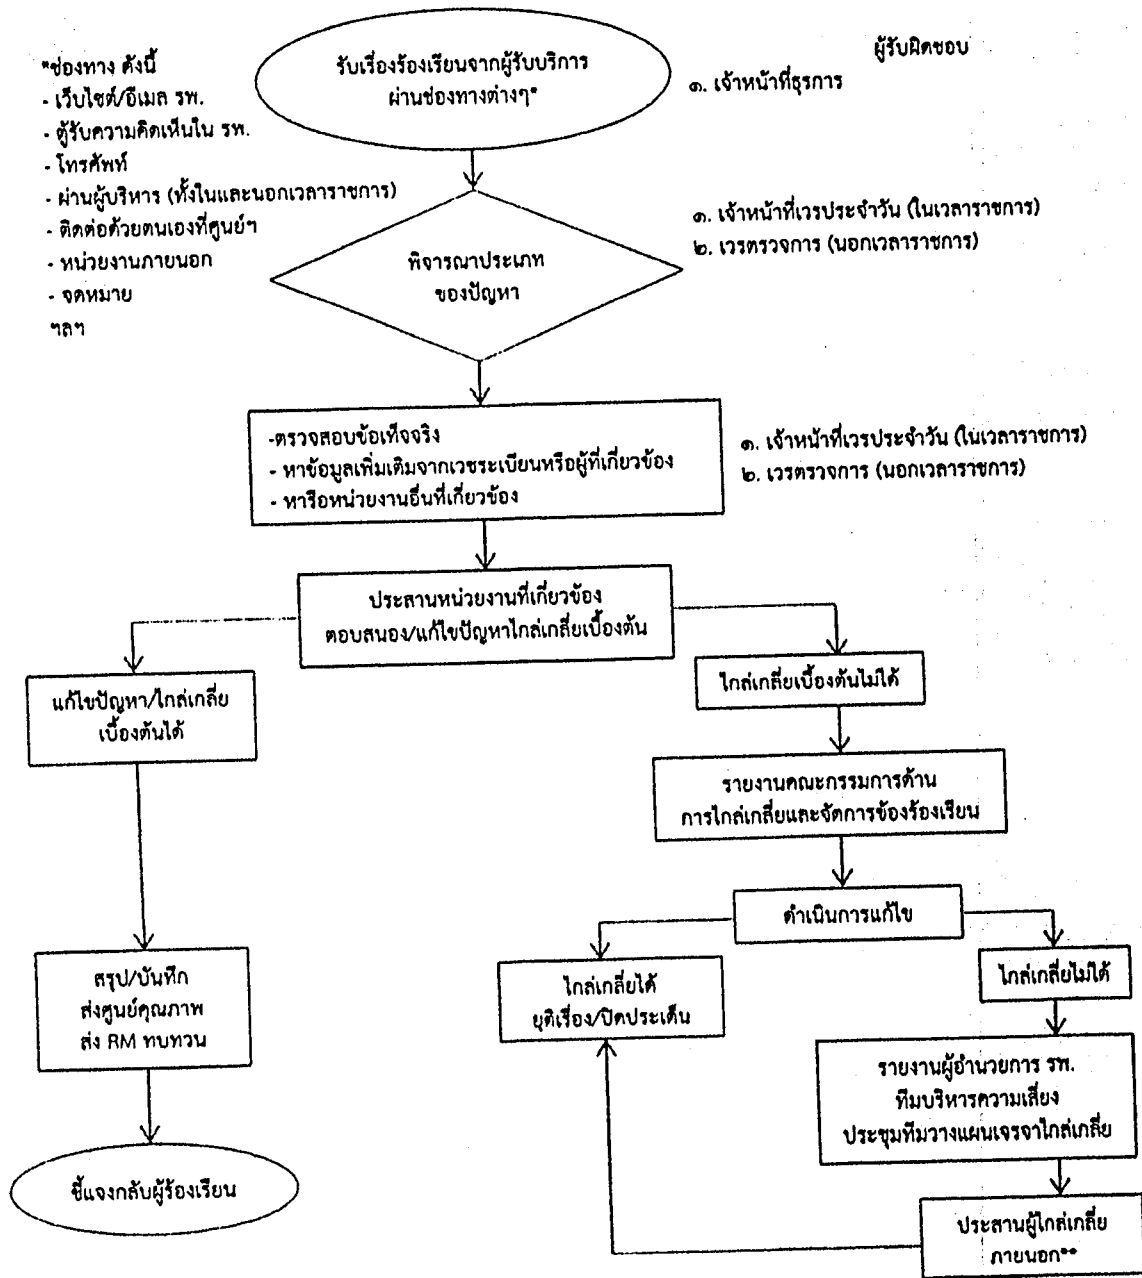 *ช่องทาง ดังนี้
- เว็บไซต์/อีเมล รพ.
- ตู้รับความคิดเห็นใน รพ.
- โทรศัพท์
- ผ่านผู้บริหาร (ทั้งในและนอกเวลาราชการ)
- ติดต่อด้วยตนเองที่ศูนย์ฯ
- หน่วยงานภายนอก
- จดหมาย
ฯลฯ
รับเรื่องร้องเรียนจากผู้รับบริการ
ผ่านช่องทางต่างๆ*
ผู้รับผิดชอบ
๑. เจ้าหน้าที่ธุรการ
พิจารณาประเภท
ของปัญหา
๑. เจ้าหน้าที่เวรประจำวัน (ในเวลาราชการ)
๒. เวรตรวจการ (นอกเวลาราชการ)
-ตรวจสอบข้อเท็จจริง
- หาข้อมูลเพิ่มเติมจากเวชระเบียนหรือผู้ที่เกี่ยวข้อง
- หารือหน่วยงานอื่นที่เกี่ยวข้อง
๑. เจ้าหน้าที่เวรประจำวัน (ในเวลาราชการ)
๒. เวรตรวจการ (นอกเวลาราชการ)
ประสานหน่วยงานที่เกี่ยวข้อง
ตอบสนอง/แก้ไขปัญหาไกล่เกลี่ยเบื้องต้น
แก้ไขปัญหา/ไกล่เกลี่ย
เบื้องต้นได้
สรุป/บันทึก
ส่งศูนย์คุณภาพ
ส่ง RM ทบทวน
ชี้แจงกลับผู้ร้องเรียน
ไกล่เกลี่ยเบื้องต้นไม่ได้
รายงานคณะกรรมการด้าน
การไกล่เกลี่ยและจัดการข้องร้องเรียน
ดำเนินการแก้ไข
ไกล่เกลี่ยได้
ยุติเรื่อง/ปิดประเด็น
ไกล่เกลี่ยไม่ได้
รายงานผู้อำนวยการ รพ.
ทีมบริหารความเสี่ยง
ประชุมทีมวางแผนเจรจาไกล่เกลี่ย
ประสานผู้ไกล่เกลี่ย
ภายนอก**